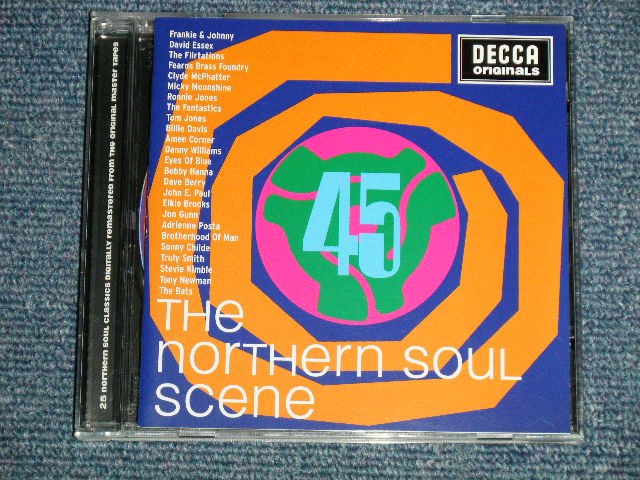 25 NORTHERN SOUL CLASSICS DIGITALLY REMASTERED FROM THE ORIGINAL MASTER TAPES
Frankie & Johnny
David Essex
The Flirtations
Fearns Brass Foundry
Clyde McPhatter
Micky Moonshine
Ronnie Jones
The Fantastics
Tom Jones
Billie Davis
Amen Corner
Danny Williams
Eyes Of Blue
Bobby Hanna
Dave Berry
John E. Paul
Elkie Brooks
Jon Gunn
Adrienne Posta
Brotherhood Of Man
Sonny Childe
Truly Smith
Stevie Kimble
Tony Newman
The Bats
DECCA
originals
45
THe
norTHern souL
scene